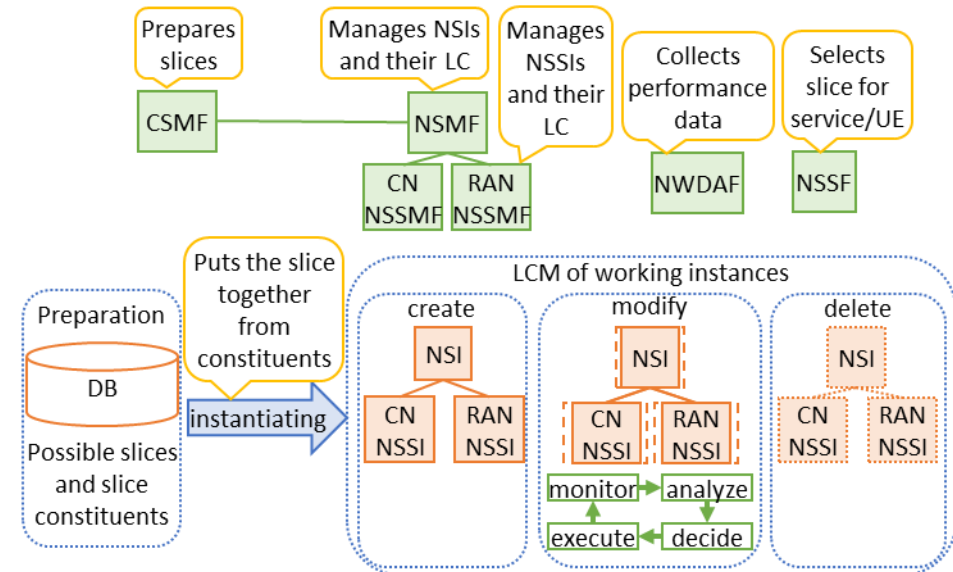 Prepares
slices
Manages NSIs
and their LC
Manages
NSSIs
and their
LC
Collects
performance
data
Selects
slice for
service/UE
CSMF
NSMF
CN
NSSMF
RAN
NSSMF
NWDAF
NSSF
Puts the slice
together
from
constituents
Preparation
DB
Possible slices
and slice
constituents
instantiating
LCM of working instances
create
NSI
CN
NSSI
RAN
NSSI
modify
NSI
CN
NSSI
RAN
NSSI
monitor
analyze
execute
decide
delete
NSI
CN
NSSI
RAN
NSSI